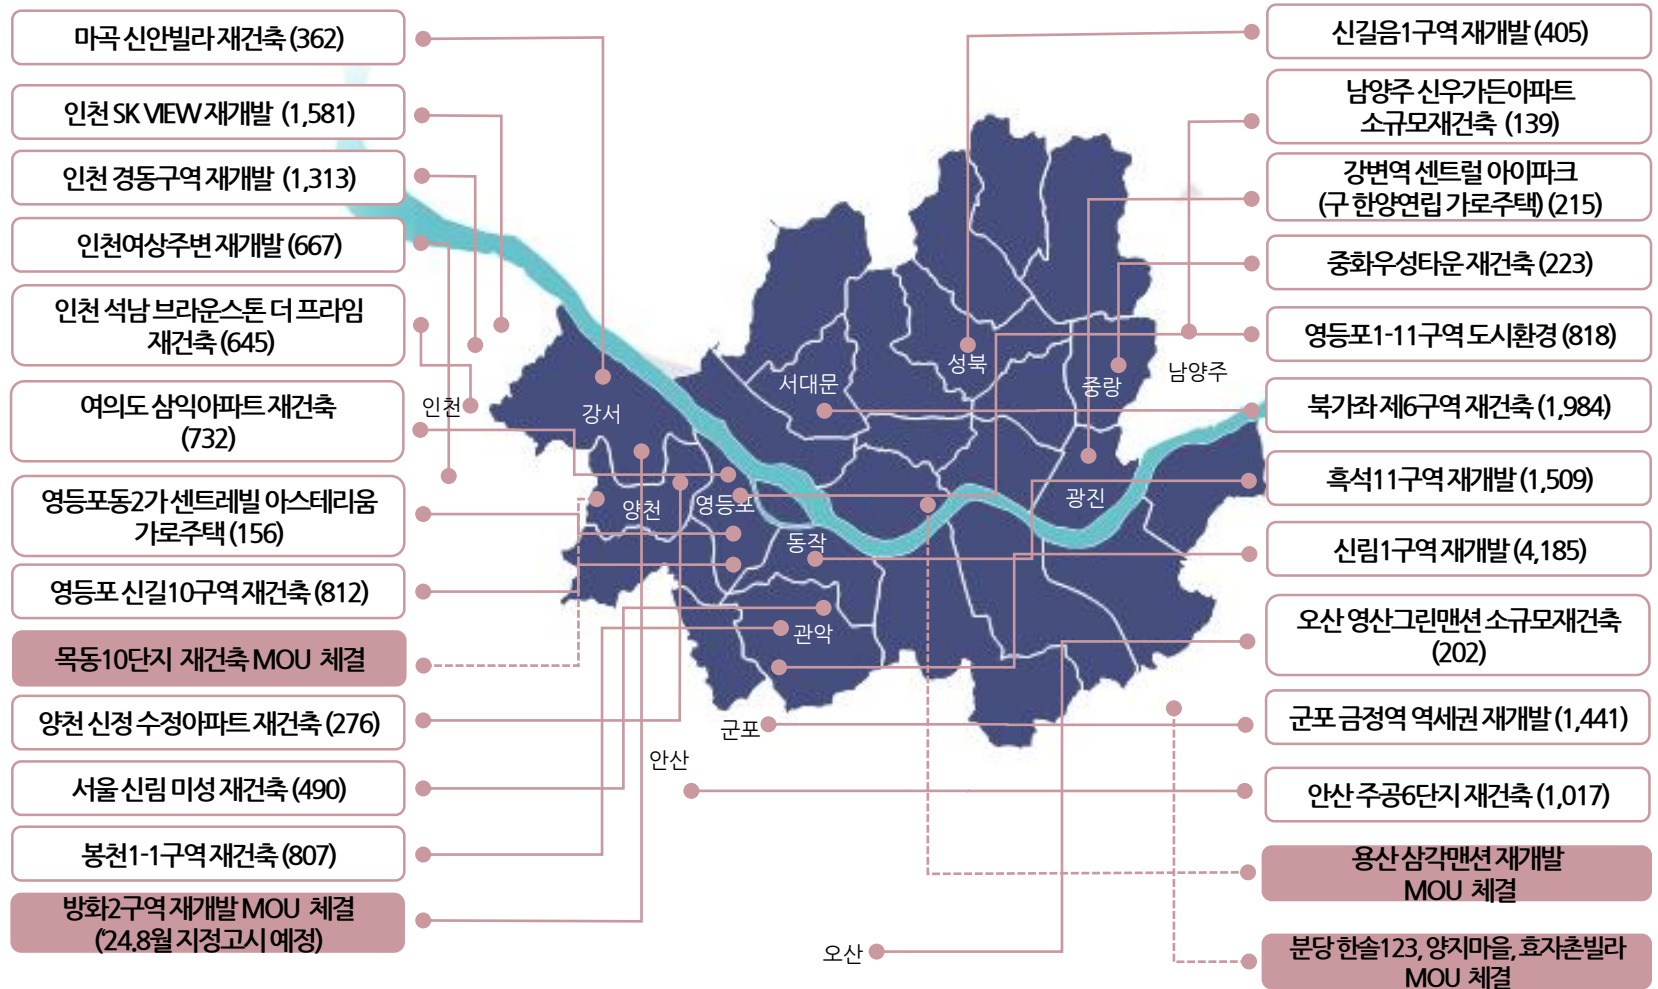 마곡 신안빌라 재건축 (362)
인천 SK VIEW 재개발 (1,581)
인천 경동구역 재개발 (1,313)
인천여상주변 재개발 (667)
인천 석남 브라운스톤 더 프라임
재건축 (645)
여의도 삼익아파트 재건축
(732)
영등포동2가 센트레빌 아스테리움
가로주택 (156)
영등포 신길10구역 재건축 (812)
목동10단지 재건축 MOU 체결
양천 신정 수정아파트 재건축 (276)
서울 신림 미성 재건축 (490)
봉천1-1구역 재건축 (807)
방화2구역 재개발 MOU 체결
('24.8월 지정고시 예정)
인천
강서
양천
영등포
서대문
성북
중랑
남양주
광진
동작
관악
군포
안산
오산
신길음1구역 재개발 (405)
남양주 신우가든아파트
소규모재건축 (139)
강변역 센트럴 아이파크
(구 한양연립 가로주택) (215)
중화우성타운 재건축 (223)
영등포1-11구역 도시환경 (818)
북가좌 제6구역 재건축 (1,984)
흑석11구역 재개발 (1,509)
신림1구역 재개발 (4,185)
오산 영산그린맨션 소규모재건축
(202)
군포 금정역 역세권 재개발 (1,441)
안산 주공6단지 재건축 (1,017)
용산 삼각맨션 재개발
MOU 체결
분당 한솔123, 양지마을, 효자촌빌라
MOU 체결